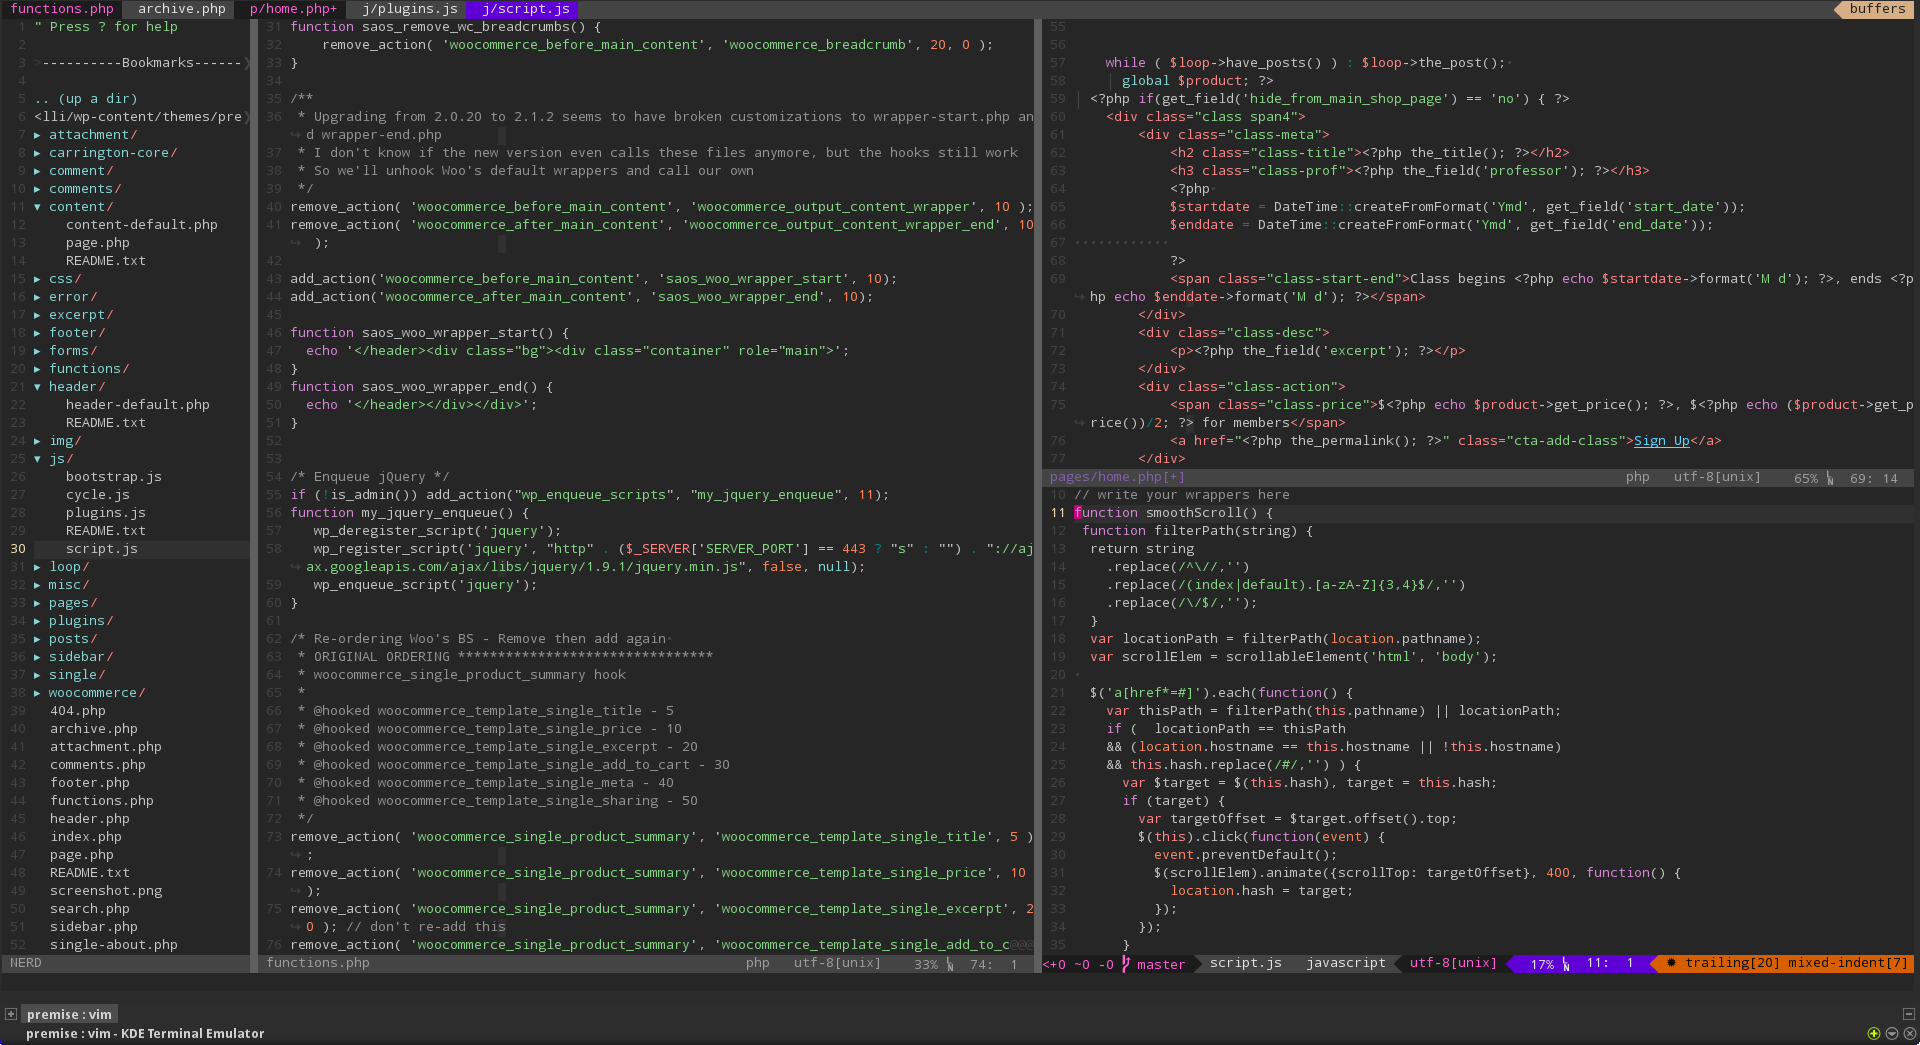 functions.php archive.php p/home.php+ j/plugins.js j/script.js buffers
1 " Press ? for help
2
3 >----------Bookmarks------
4
5 .. (up a dir)
6 <lli/wp-content/themes/pre
7 ▸ attachment/
8 ▸ carrington-core/
9 ▸ comment/
10 ▸ comments/
11 ▾ content/
12 content-default.php
13 page.php
14 README.txt
15 ▸ css/
16 ▸ error/
17 ▸ excerpt/
18 ▸ footer/
19 ▸ forms/
20 ▸ functions/
21 ▾ header/
22 header-default.php
23 README.txt
24 ▸ img/
25 ▾ js/
26 bootstrap.js
27 cycle.js
28 plugins.js
29 README.txt
30 script.js
31 ▸ loop/
32 ▸ misc/
33 ▸ pages/
34 ▸ plugins/
35 ▸ posts/
36 ▸ sidebar/
37 ▸ single/
38 ▸ woocommerce/
39 404.php
40 archive.php
41 attachment.php
42 comments.php
43 footer.php
44 functions.php
45 header.php
46 index.php
47 page.php
48 README.txt
49 screenshot.png
50 search.php
51 sidebar.php
52 single-about.php
NERD
31 function saos_remove_wc_breadcrumbs() {
32 remove_action( 'woocommerce_before_main_content', 'woocommerce_breadcrumb', 20, 0 );
33 }
34
35 /**
36 * Upgrading from 2.0.20 to 2.1.2 seems to have broken customizations to wrapper-start.php an
↪ d wrapper-end.php
37 * I don't know if the new version even calls these files anymore, but the hooks still work
38 * So we'll unhook Woo's default wrappers and call our own
39 */
40 remove_action( 'woocommerce_before_main_content', 'woocommerce_output_content_wrapper', 10 );
41 remove_action( 'woocommerce_after_main_content', 'woocommerce_output_content_wrapper_end', 10
↪ );
42
43 add_action('woocommerce_before_main_content', 'saos_woo_wrapper_start', 10);
44 add_action('woocommerce_after_main_content', 'saos_woo_wrapper_end', 10);
45
46 function saos_woo_wrapper_start() {
47 echo '</header><div class="bg"><div class="container" role="main">';
48 }
49 function saos_woo_wrapper_end() {
50 echo '</header></div></div>';
51 }
52
53
54 /* Enqueue jQuery */
55 if (!is_admin()) add_action("wp_enqueue_scripts", "my_jquery_enqueue", 11);
56 function my_jquery_enqueue() {
57 wp_deregister_script('jquery');
58 wp_register_script('jquery', "http" . ($_SERVER['SERVER_PORT'] == 443 ? "s" : "") . "://aj
↪ ax.googleapis.com/ajax/libs/jquery/1.9.1/jquery.min.js", false, null);
59 wp_enqueue_script('jquery');
60 }
61
62 /* Re-ordering Woo's BS - Remove then add again·
63 * ORIGINAL ORDERING ********************************
64 * woocommerce_single_product_summary hook
65 *
66 * @hooked woocommerce_template_single_title - 5
67 * @hooked woocommerce_template_single_price - 10
68 * @hooked woocommerce_template_single_excerpt - 20
69 * @hooked woocommerce_template_single_add_to_cart - 30
70 * @hooked woocommerce_template_single_meta - 40
71 * @hooked woocommerce_template_single_sharing - 50
72 */
73 remove_action( 'woocommerce_single_product_summary', 'woocommerce_template_single_title', 5 )
↪ ;
74 remove_action( 'woocommerce_single_product_summary', 'woocommerce_template_single_price', 10
↪ );
75 remove_action( 'woocommerce_single_product_summary', 'woocommerce_template_single_excerpt', 2
↪ 0 ); // don't re-add this
76 remove_action( 'woocommerce_single_product_summary', 'woocommerce_template_single_add_to_c@@@
functions.php php utf-8[unix] 33% 74: 1
55
56
57 while ( $loop->have_posts() ) : $loop->the_post();·
58 global $product; ?>
59 <?php if(get_field('hide_from_main_shop_page') == 'no') { ?>
60 <div class="class span4">
61 <div class="class-meta">
62 <h2 class="class-title"><?php the_title(); ?></h2>
63 <h3 class="class-prof"><?php the_field('professor'); ?></h3>
64 <?php·
65 $startdate = DateTime::createFromFormat('Ymd', get_field('start_date'));
66 $enddate = DateTime::createFromFormat('Ymd', get_field('end_date'));
67 ············
68 ?>
69 <span class="class-start-end">Class begins <?php echo $startdate->format('M d'); ?>, ends <?p
↪ hp echo $enddate->format('M d'); ?></span>
70 </div>
71 <div class="class-desc">
72 <p><?php the_field('excerpt'); ?></p>
73 </div>
74 <div class="class-action">
75 <span class="class-price">$<?php echo $product->get_price(); ?>, $<?php echo ($product->get_p
↪ rice())/2; ?> for members</span>
76 <a href="<?php the_permalink(); ?>" class="cta-add-class">Sign Up</a>
77 </div>
pages/home.php[+] php utf-8[unix] 65% 69: 14
10 // write your wrappers here
11 function smoothScroll() {
12 function filterPath(string) {
13 return string
14 .replace(/^\//,'')
15 .replace(/(index|default).[a-zA-Z]{3,4}$/,'')
16 .replace(/\/$/,'');
17 }
18 var locationPath = filterPath(location.pathname);
19 var scrollElem = scrollableElement('html', 'body');
20 ·
21 $('a[href*=#]').each(function() {
22 var thisPath = filterPath(this.pathname) || locationPath;
23 if ( locationPath == thisPath
24 && (location.hostname == this.hostname || !this.hostname)
25 && this.hash.replace(/#/,'') ) {
26 var $target = $(this.hash), target = this.hash;
27 if (target) {
28 var targetOffset = $target.offset().top;
29 $(this).click(function(event) {
30 event.preventDefault();
31 $(scrollElem).animate({scrollTop: targetOffset}, 400, function() {
32 location.hash = target;
33 });
34 });
35 }
<+0 ~0 -0 master script.js javascript utf-8[unix] 17% 11: 1 ✹ trailing[20] mixed-indent[7]
premise : vim
premise : vim - KDE Terminal Emulator